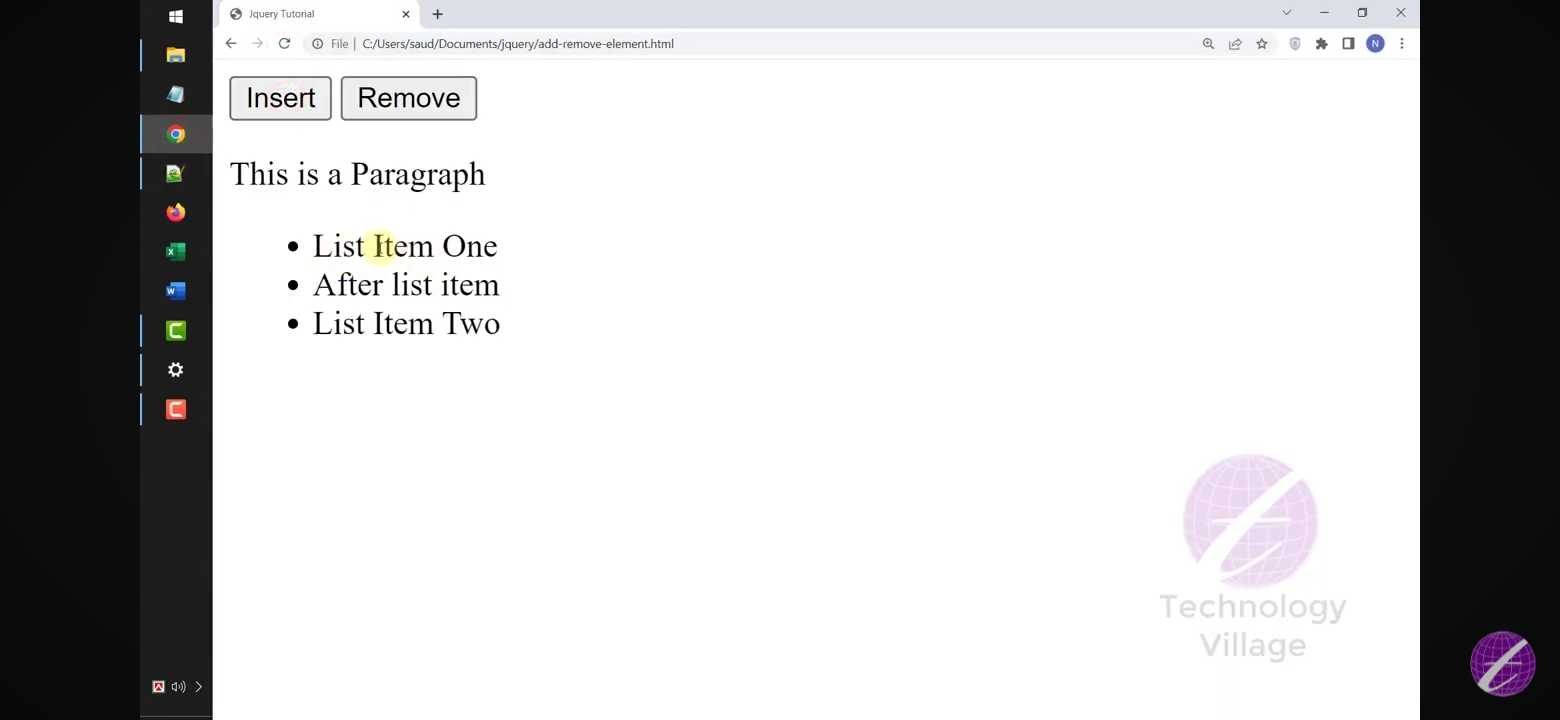 Jquery Tutorial
File
C:/Users/saud/Documents/jquery/add-remove-element.html
N
Insert
Remove
This is a Paragraph
List Item One
After list item
List Item Two
Technology
Village